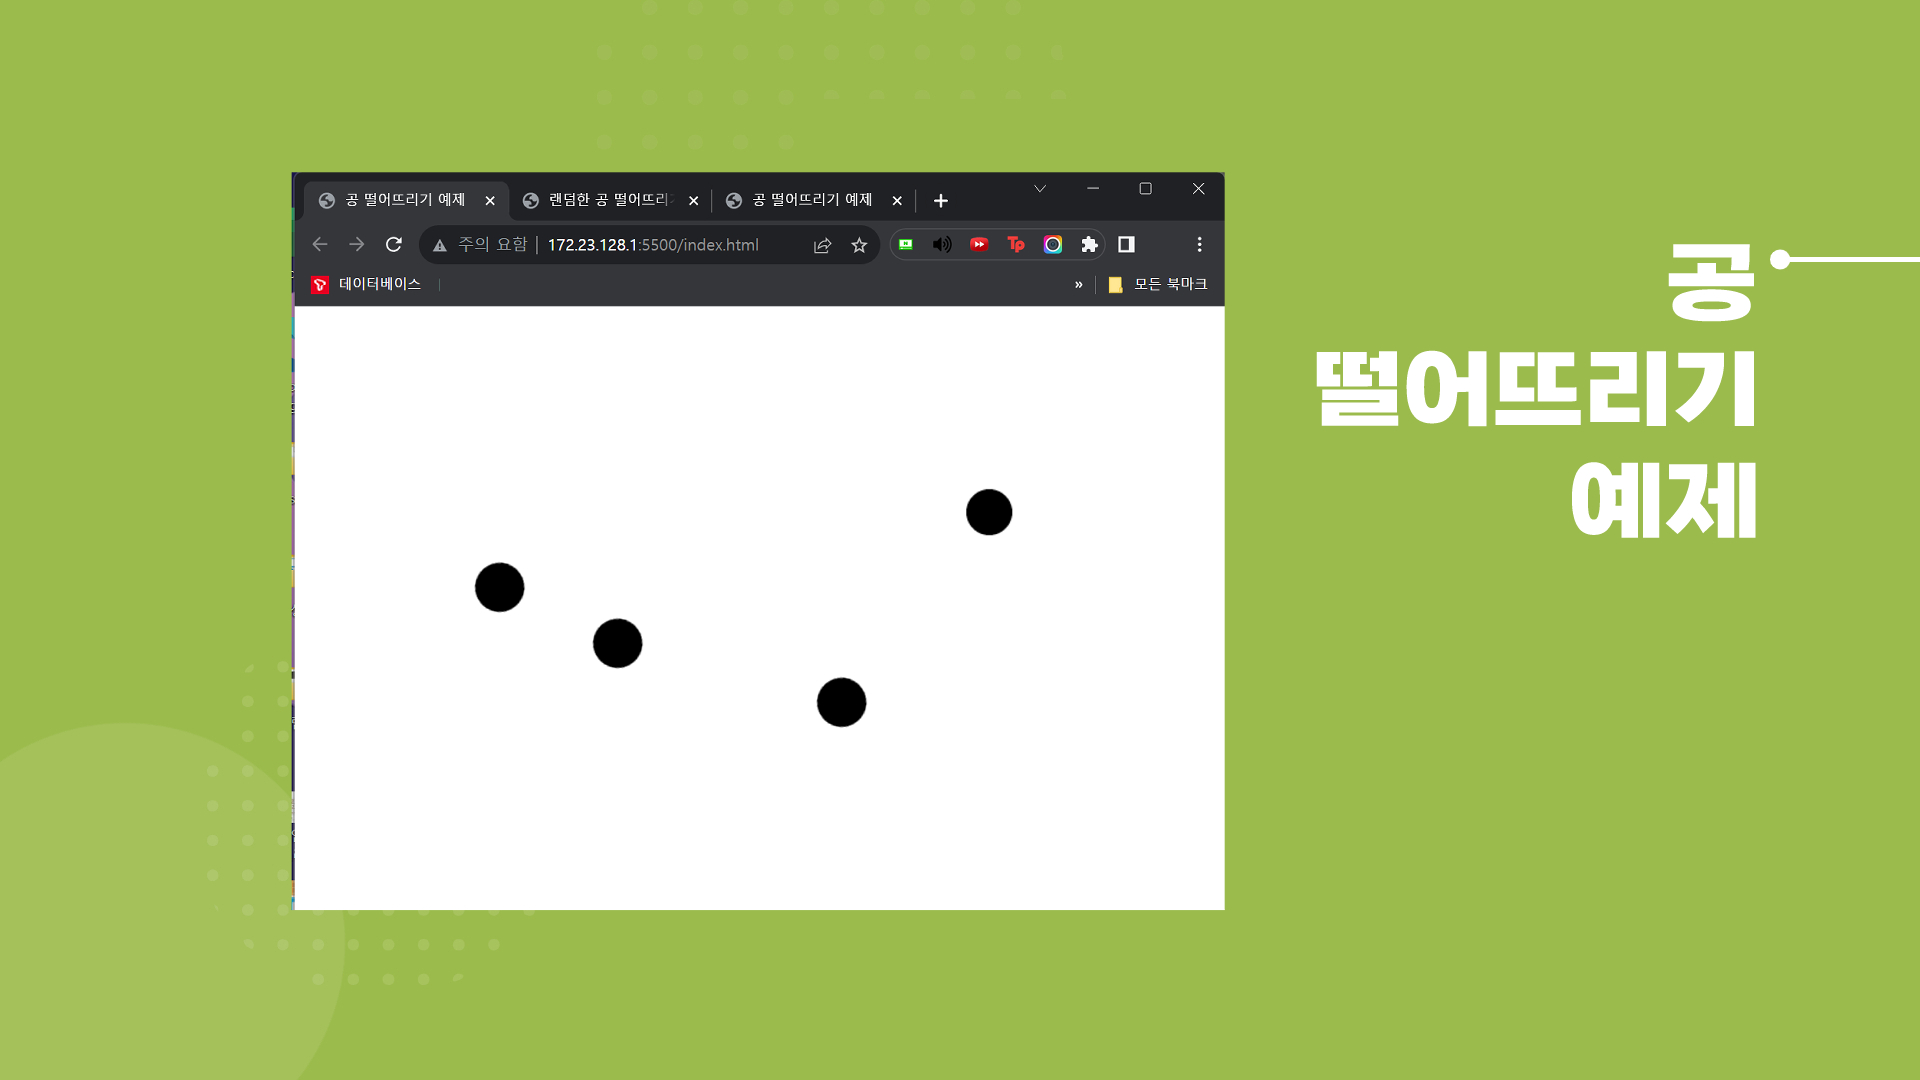 공 떨어뜨리기 예제
랜덤한 공 떨어뜨리
공 떨어뜨리기 예제
주의 요함
172.23.128.1:5500/index.html
Tp
데이터베이스
»
모든 북마크
공
떨어뜨리기
예제